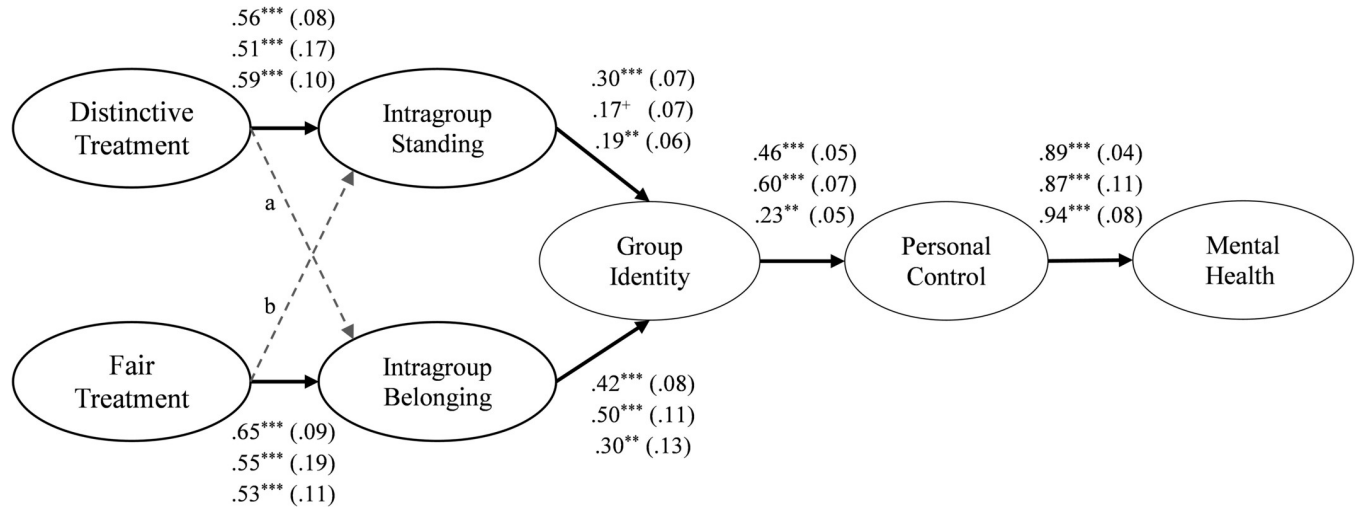 .56*** (.08)
.51*** (.17)
.59*** (.10)
Distinctive
Treatment
Intragroup
Standing
.30*** (.07)
.17+ (.07)
.19** (.06)
a
b
Group
Identity
.46*** (.05)
.60*** (.07)
.23** (.05)
Personal
Control
.89*** (.04)
.87*** (.11)
.94*** (.08)
Mental
Health
Fair
Treatment
Intragroup
Belonging
.65*** (.09)
.55*** (.19)
.53*** (.11)
.42*** (.08)
.50*** (.11)
.30** (.13)